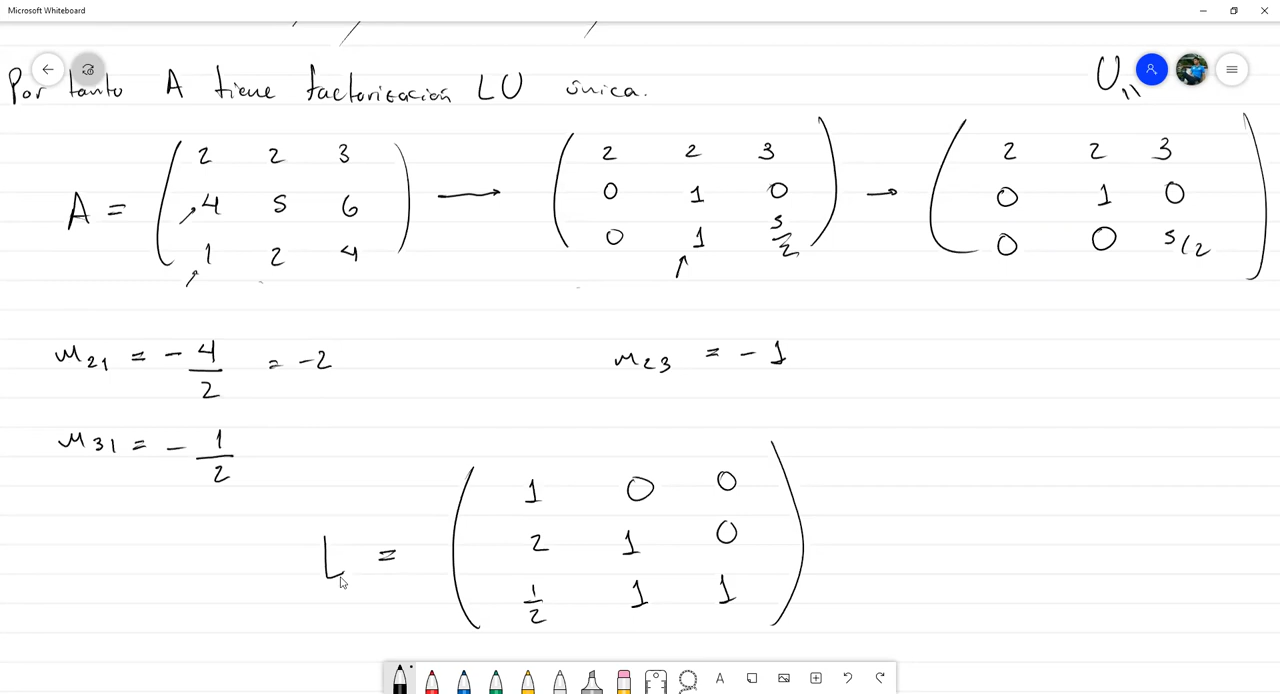 Microsoft Whiteboard
Por tanto A tiene factorización LU única.
U₁₁
A = ( 2 2 3 → ( 2 2 3 → ( 2 2 3
4 5 6 ) 0 1 0 ) 0 1 0 )
1 2 4 0 1 5/2 0 0 5/2
m₂₁ = - 4/2 = -2
m₂₃ = - 1
m₃₁ = - 1/2
L = ( 1 0 0
2 1 0 )
1/2 1 1
A